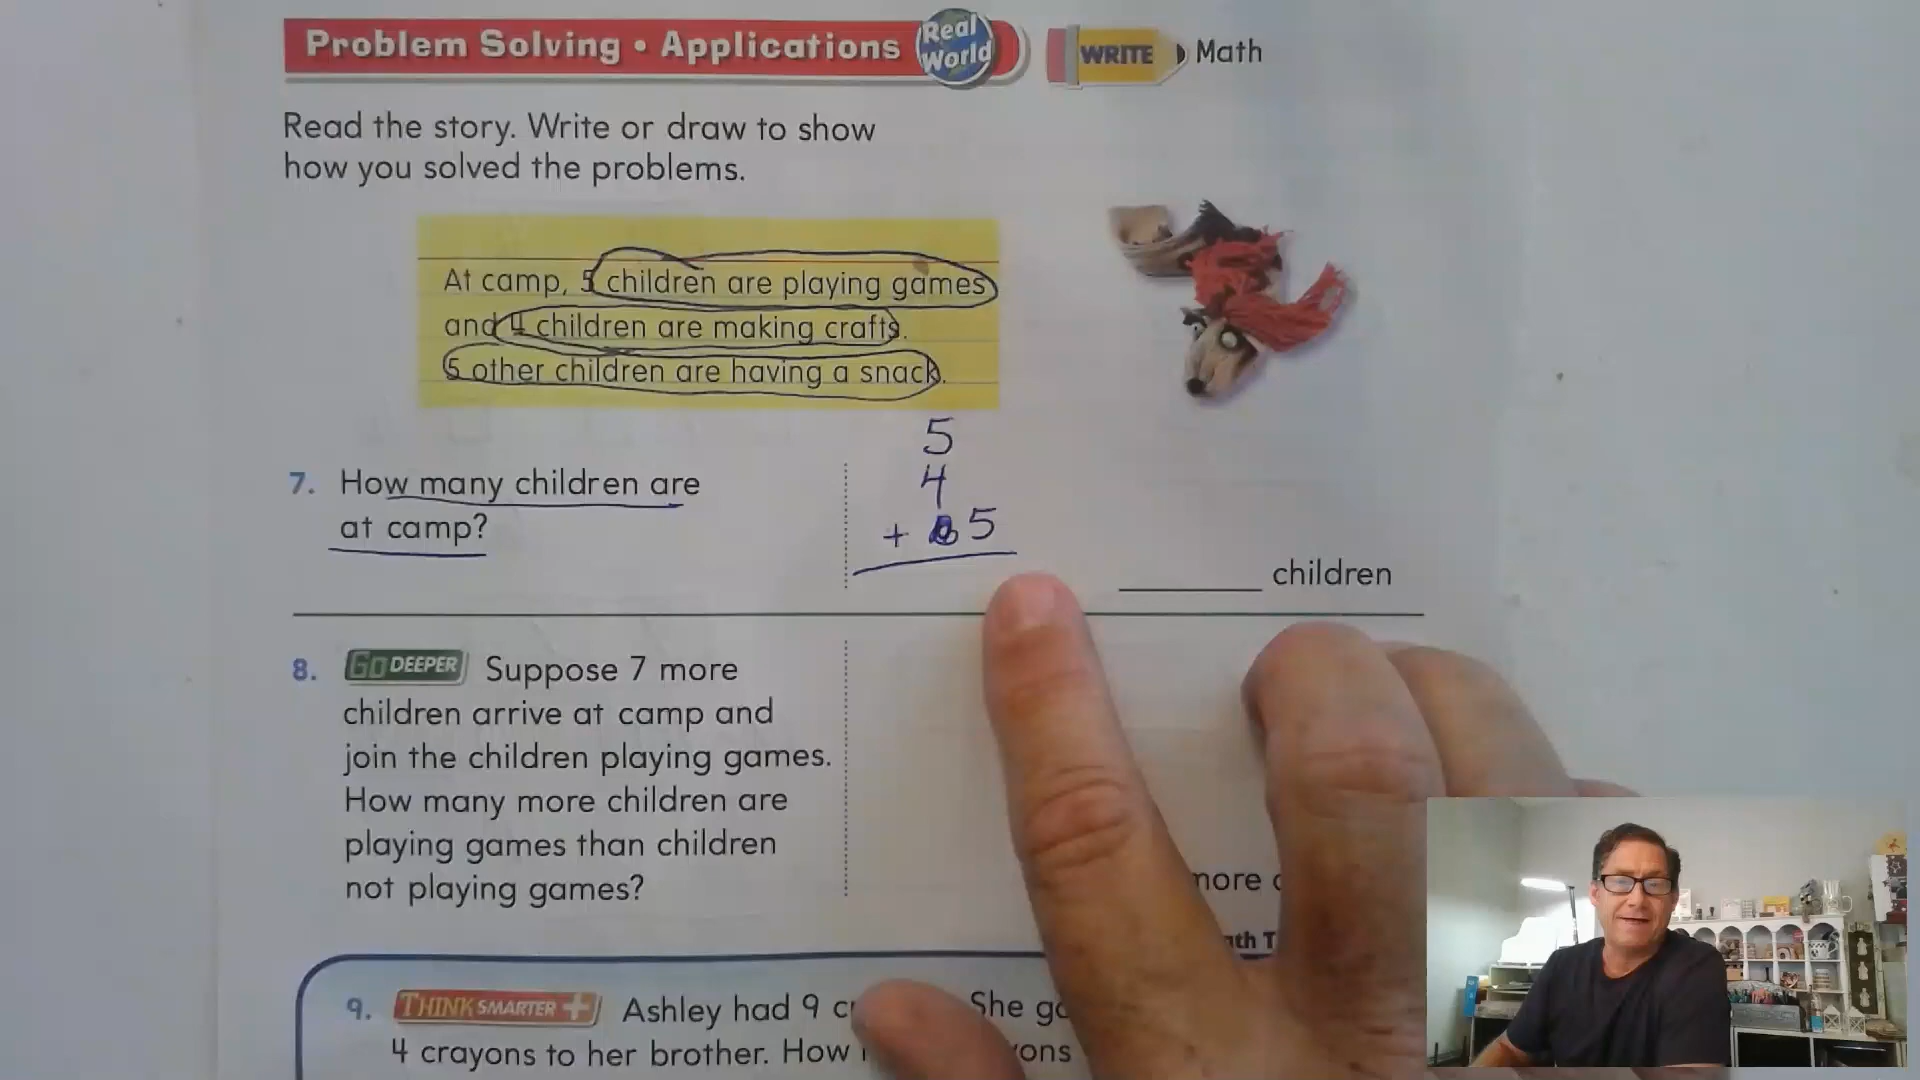 Problem Solving • Applications Real World WRITE Math
Read the story. Write or draw to show
how you solved the problems.
At camp, 5 children are playing games
and 4 children are making crafts.
5 other children are having a snack.
7. How many children are
at camp?
5
4
+ 5
children
8. Go DEEPER Suppose 7 more
children arrive at camp and
join the children playing games.
How many more children are
playing games than children
not playing games?
more
9. THINK SMARTER + Ashley had 9 She
4 crayons to her brother. How